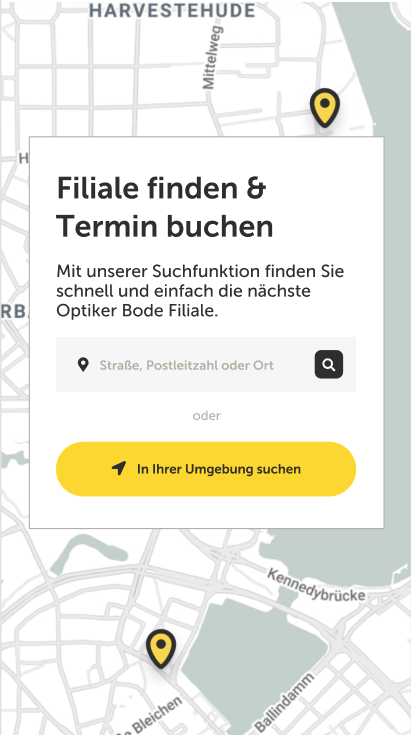 HARVESTEHUDE
Mittelweg
H
Filiale finden &
Termin buchen
Mit unserer Suchfunktion finden Sie
schnell und einfach die nächste
Optiker Bode Filiale.
RB
Straße, Postleitzahl oder Ort
oder
In Ihrer Umgebung suchen
Kennedybrücke
Bleichen
Ballindamm